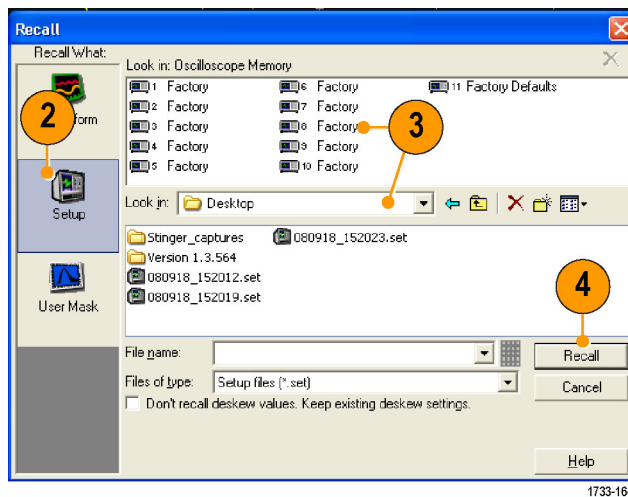 Recall
Recall What:
Look in: Oscilloscope Memory
1 Factory
6 Factory
11 Factory Defaults
2 Factory
7 Factory
3 Factory
8 Factory
4 Factory
9 Factory
5 Factory
10 Factory
2
form
3
Setup
User Mask
Look in:
Desktop
Stinger_captures
080918_152023.set
Version 1.3.564
080918_152012.set
080918_152019.set
4
File name:
Recall
Files of type:
Setup files (*.set)
Cancel
Don't recall deskew values. Keep existing deskew settings.
Help
1733-16